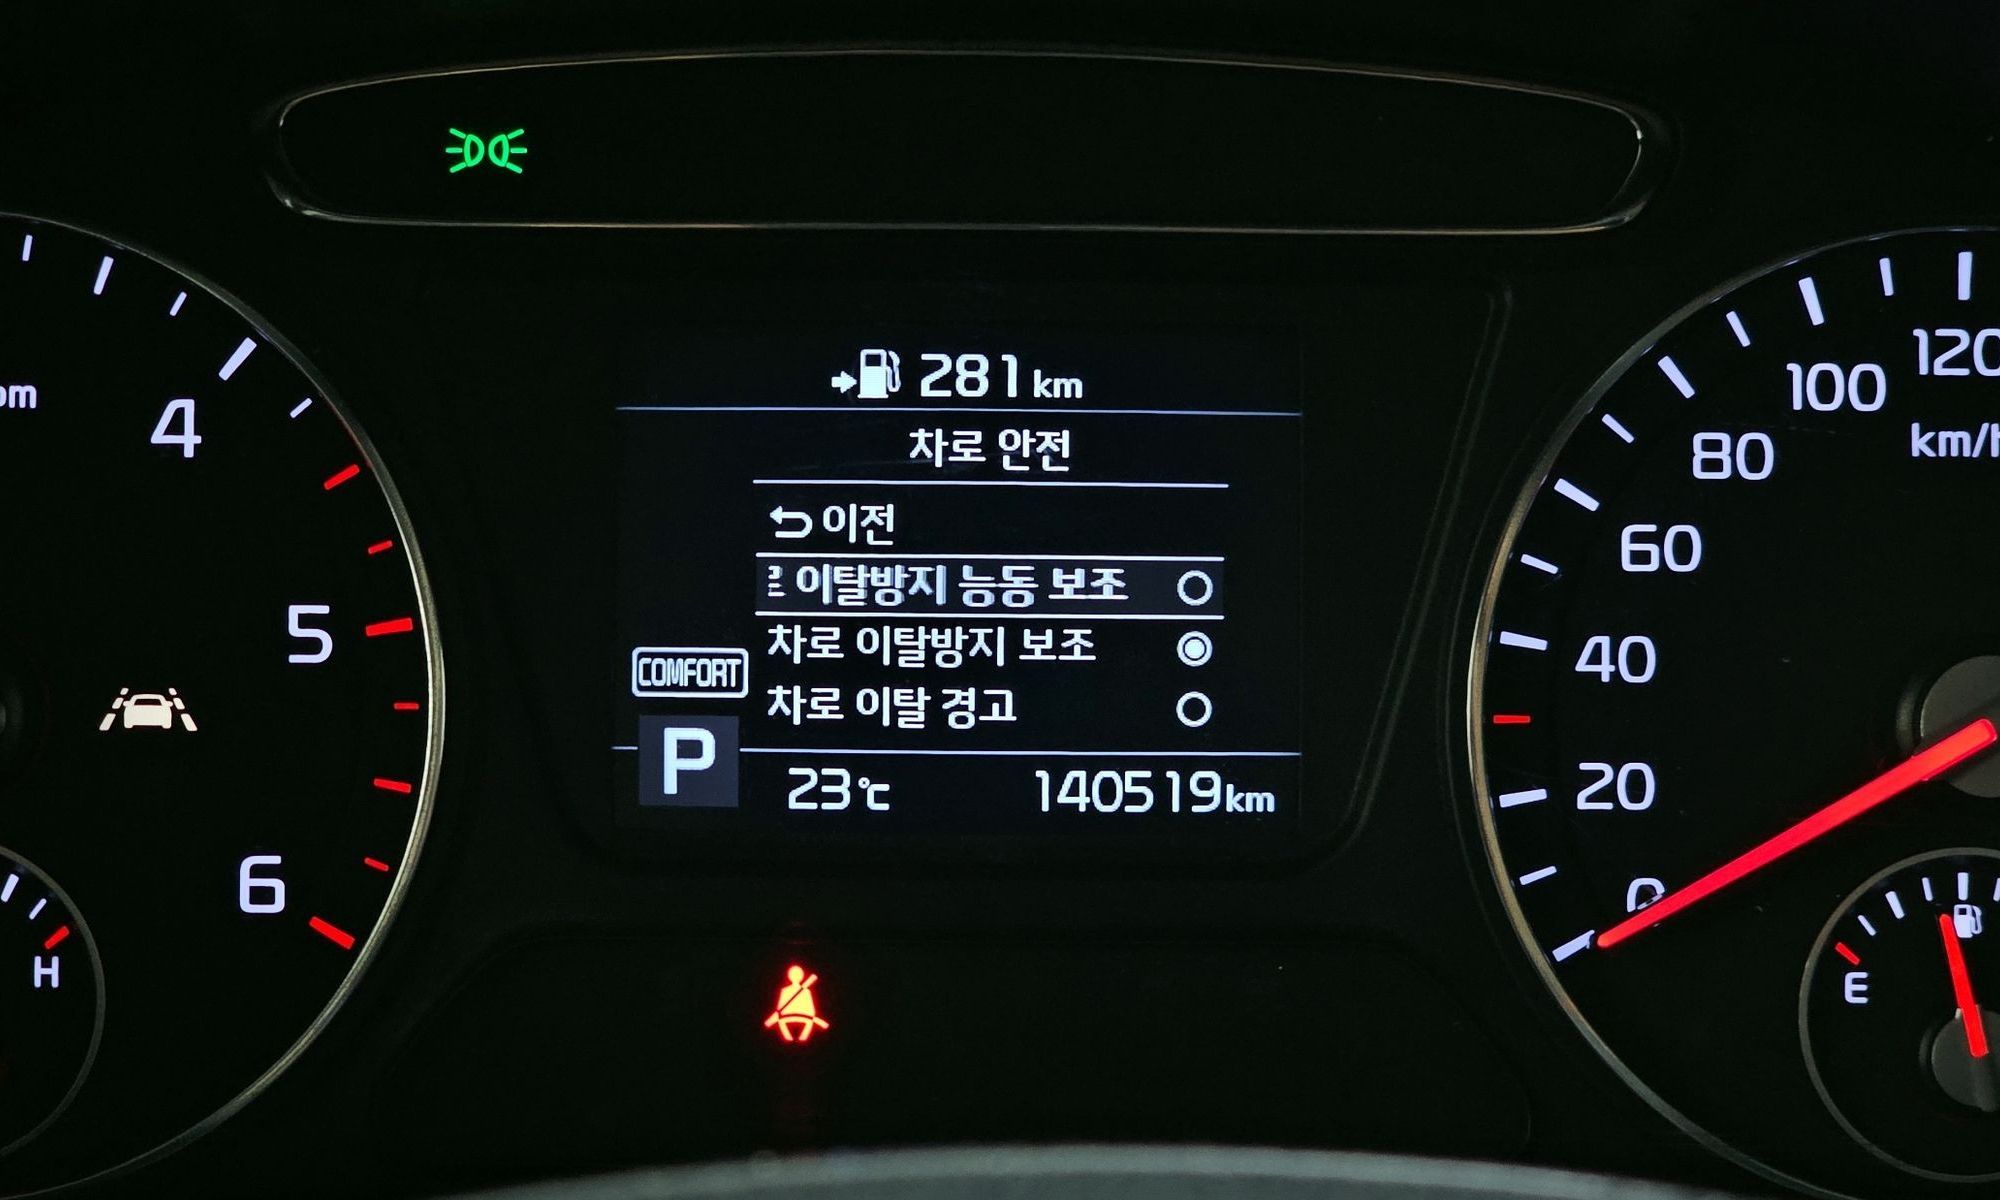 281 km
차로 안전
이전
이탈방지 능동 보조
차로 이탈방지 보조
COMFORT
차로 이탈 경고
P
23℃ 140519km
4
5
6
H
120
100
km/h
80
60
40
20
0
E